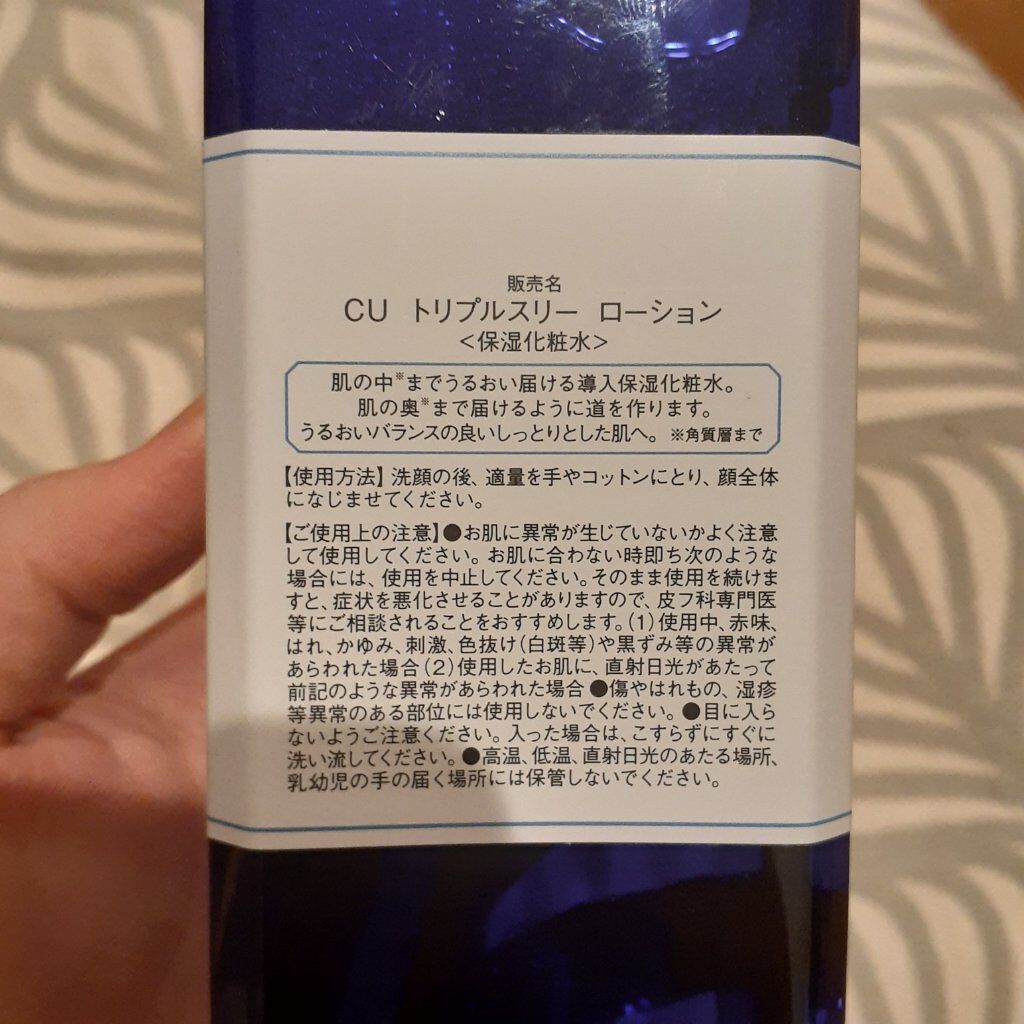 販売名
CU トリプルスリー ローション
<保湿化粧水>
肌の中※までうるおい届ける導入保湿化粧水。
肌の奥※まで届けるように道を作ります。
うるおいバランスの良いしっとりとした肌へ。 ※角質層まで
【使用方法】洗顔の後、適量を手やコットンにとり、顔全体
になじませてください。
【ご使用上の注意】●お肌に異常が生じていないかよく注意
して使用してください。お肌に合わない時即ち次のような
場合には、使用を中止してください。そのまま使用を続けま
すと、症状を悪化させることがありますので、皮フ科専門医
等にご相談されることをおすすめします。(1)使用中、赤味、
はれ、かゆみ、刺激、色抜け(白斑等)や黒ずみ等の異常が
あらわれた場合(2)使用したお肌に、直射日光があたって
前記のような異常があらわれた場合●傷やはれもの、湿疹
等異常のある部位には使用しないでください。●目に入ら
ないようご注意ください。入った場合は、こすらずにすぐに
洗い流してください。●高温、低温、直射日光のあたる場所、
乳幼児の手の届く場所には保管しないでください。